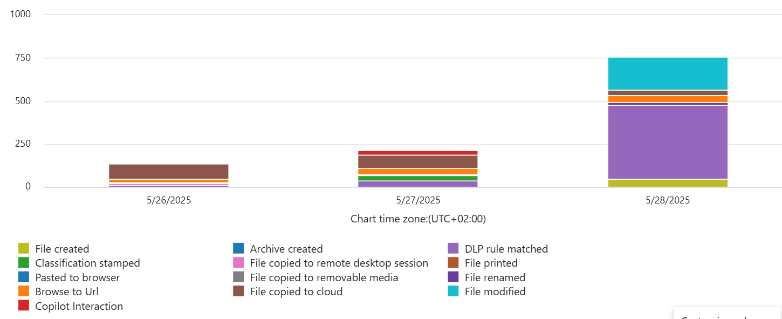 1000
750
500
250
0
5/26/2025 5/27/2025 5/28/2025
Chart time zone:(UTC+02:00)
File created Archive created DLP rule matched
Classification stamped File copied to remote desktop session File printed
Pasted to browser File copied to removable media File renamed
Browse to Url File copied to cloud File modified
Copilot Interaction